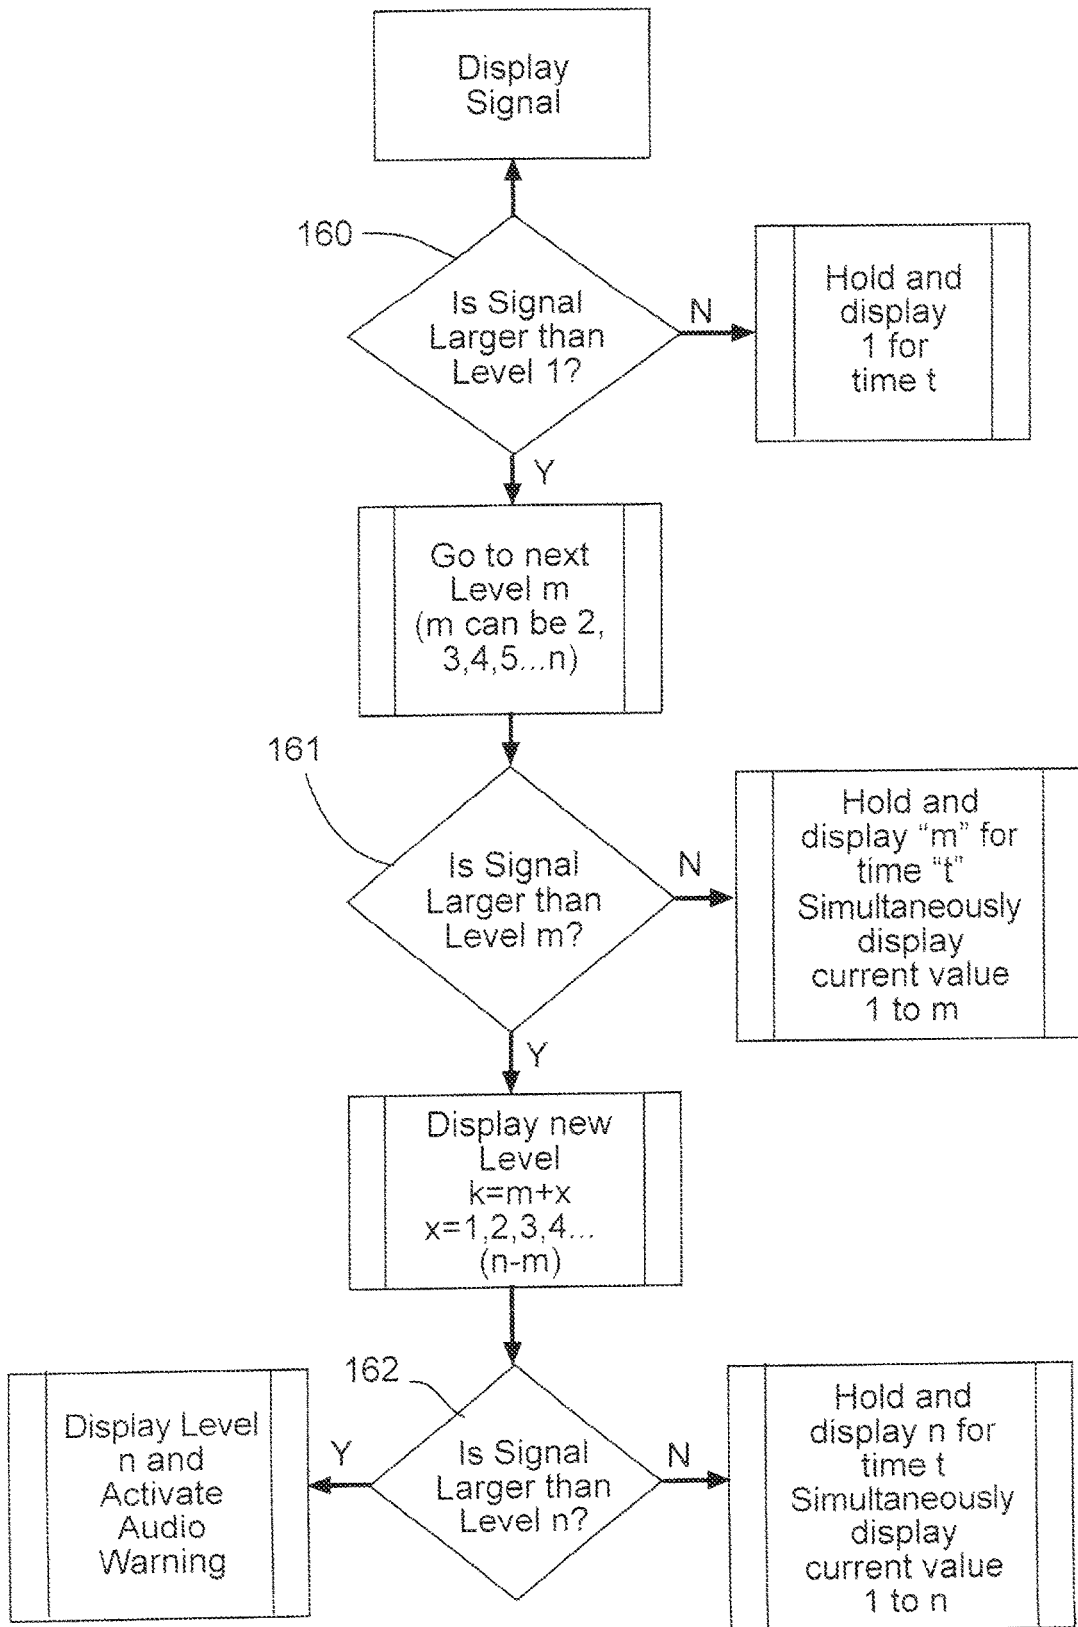 Display
Signal
160
Is Signal
Larger than
Level 1?
N
Hold and
display
1 for
time t
Y
Go to next
Level m
(m can be 2,
3,4,5...n)
161
Is Signal
Larger than
Level m?
N
Hold and
display “m” for
time “t”
Simultaneously
display
current value
1 to m
Y
Display new
Level
k=m+x
x=1,2,3,4...
(n-m)
162
Is Signal
Larger than
Level n?
Y
Display Level
n and
Activate
Audio
Warning
N
Hold and
display n for
time t
Simultaneously
display
current value
1 to n